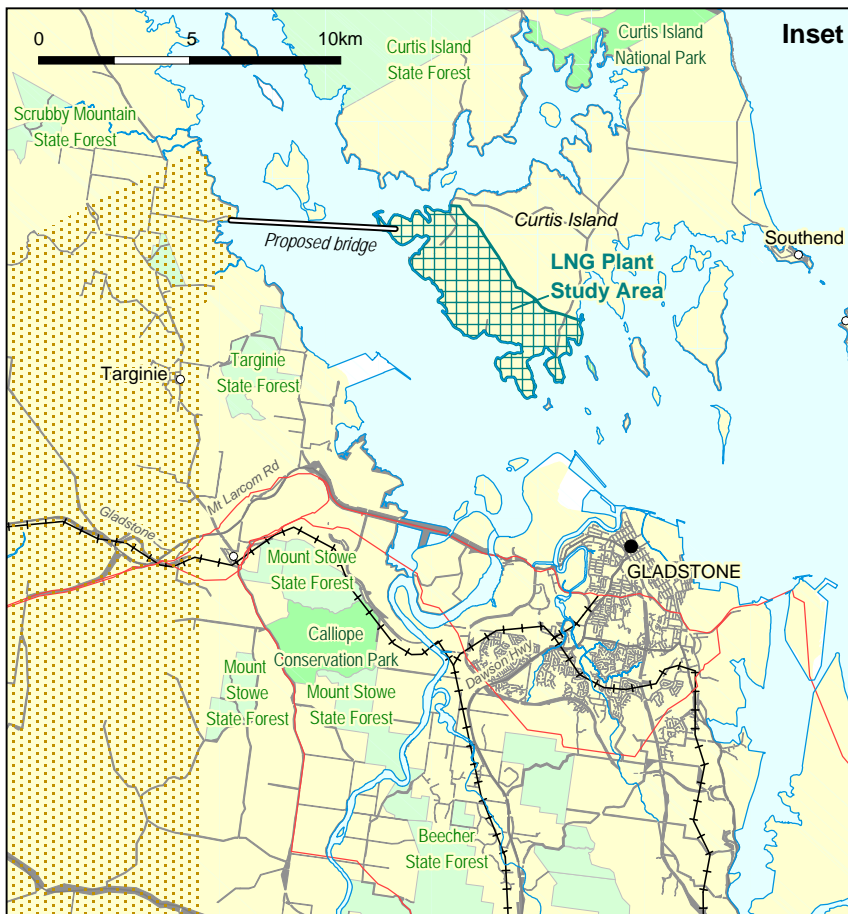 0 5 10km
Inset
Curtis Island
State Forest
Curtis Island
National Park
Scrubby Mountain
State Forest
Proposed bridge
Curtis Island
Southend
LNG Plant
Study Area
Targinie
Targinie
State Forest
Mt Larcom Rd
Gladstone
Mount Stowe
State Forest
GLADSTONE
Calliope
Conservation Park
Dawson Hwy
Mount
Stowe
State Forest
Mount Stowe
State Forest
Beecher
State Forest